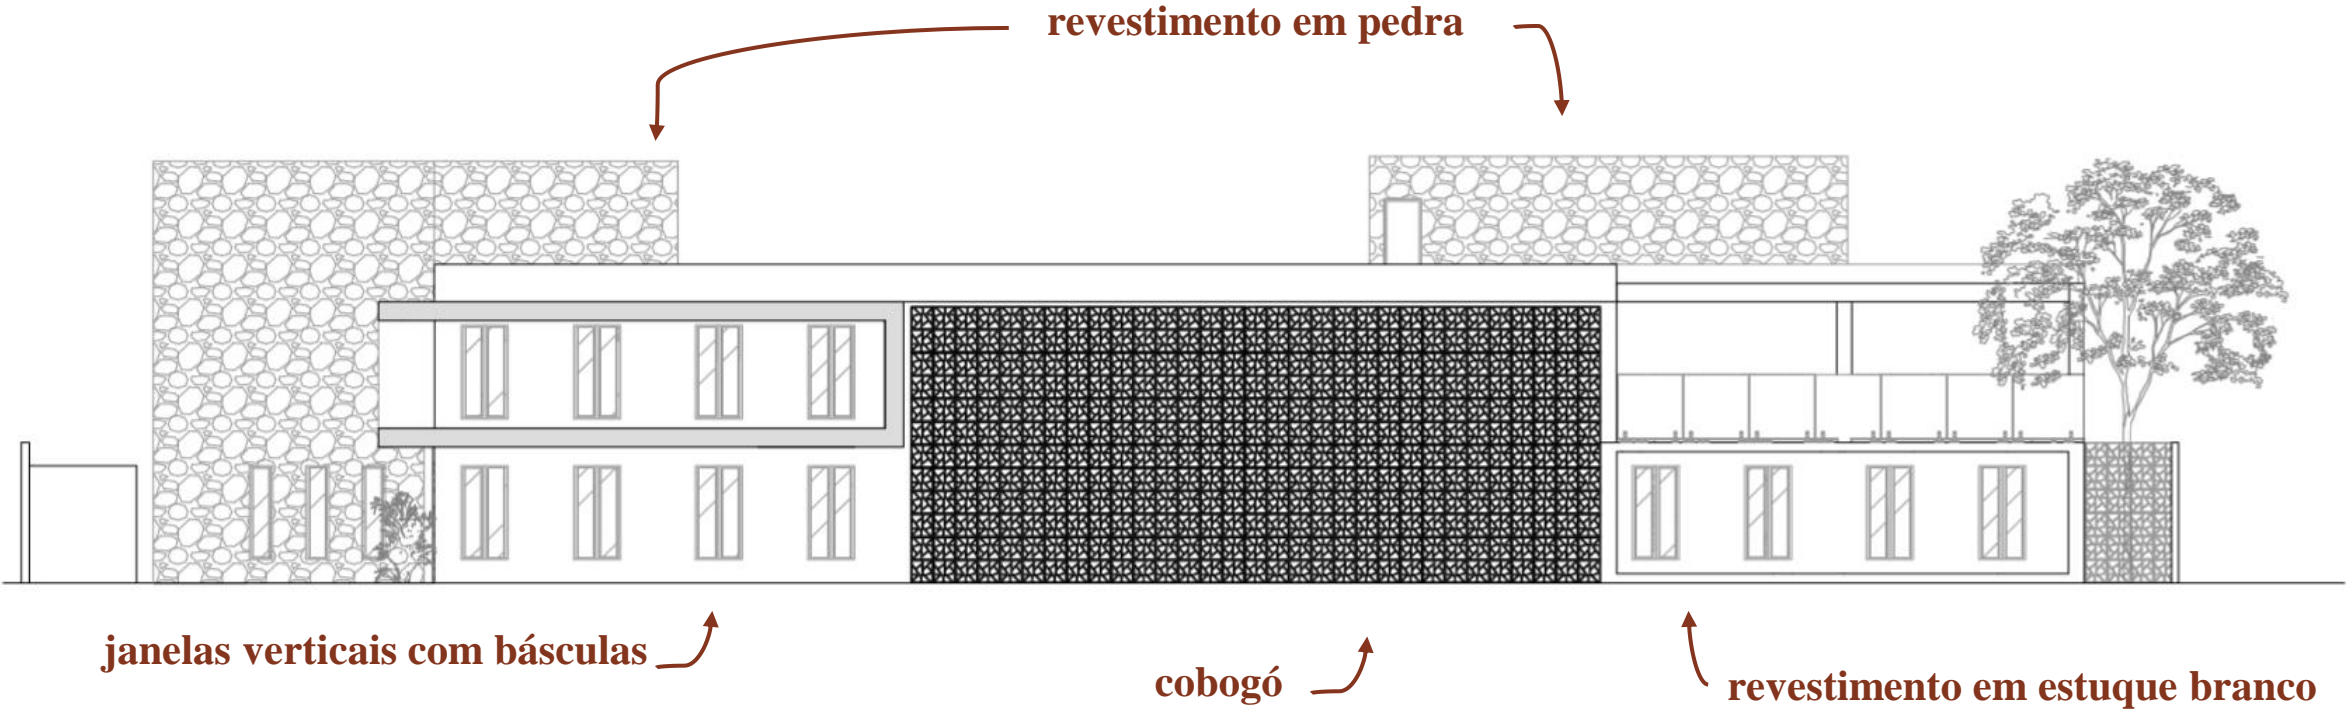 revestimento em pedra
janelas verticais com básculas
cobogó
revestimento em estuque branco